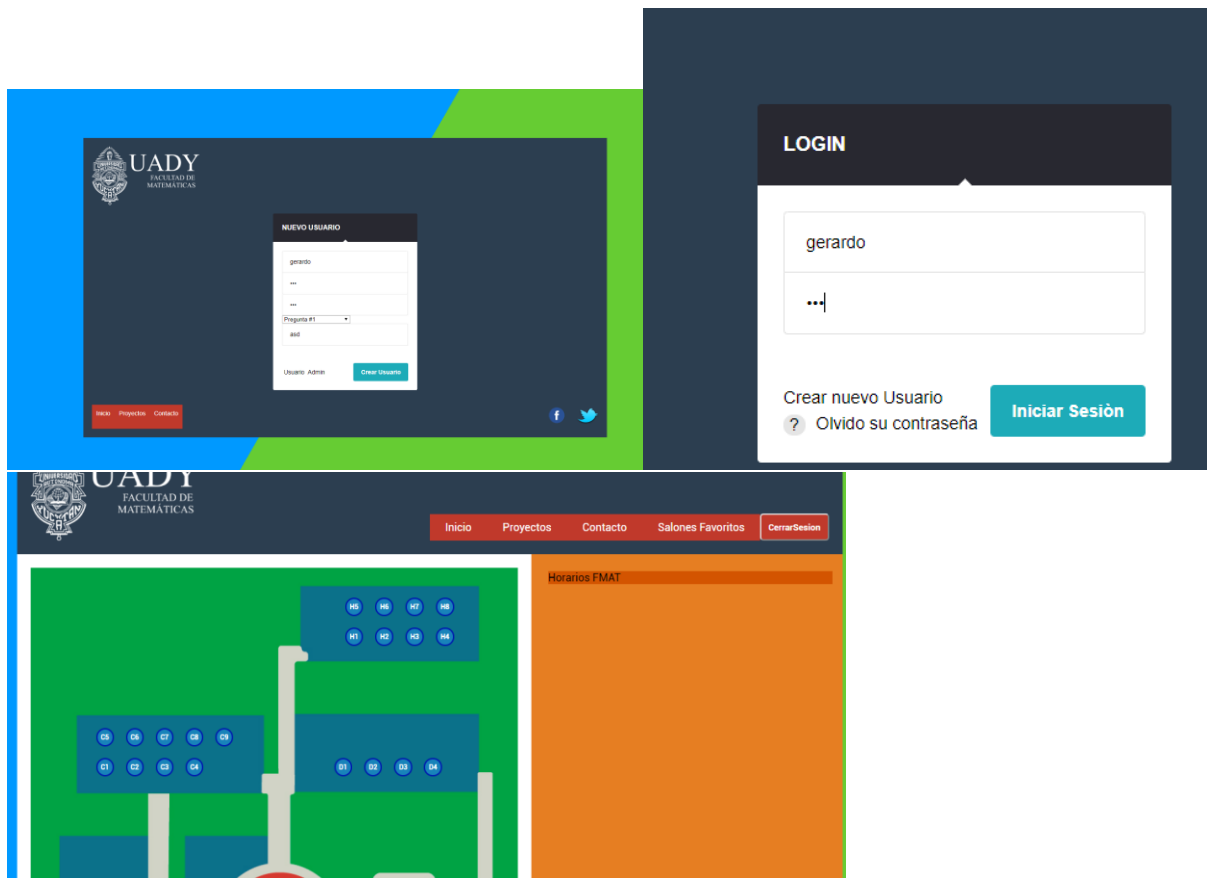 UADY
FACULTAD DE
MATEMÁTICAS
NUEVO USUARIO
gerardo
•••
•••
Pregunta #1
asd
Usuario Admin
Crear Usuario
Inicio Proyectos Contacto
LOGIN
gerardo
•••
Crear nuevo Usuario
? Olvido su contraseña
Iniciar Sesiòn
UADY
FACULTAD DE
MATEMÁTICAS
Inicio Proyectos Contacto Salones Favoritos CerrarSesion
Horarios FMAT
H5 H6 H7 H8
H1 H2 H3 H4
C5 C6 C7 C8 C9
C1 C2 C3 C4
D1 D2 D3 D4